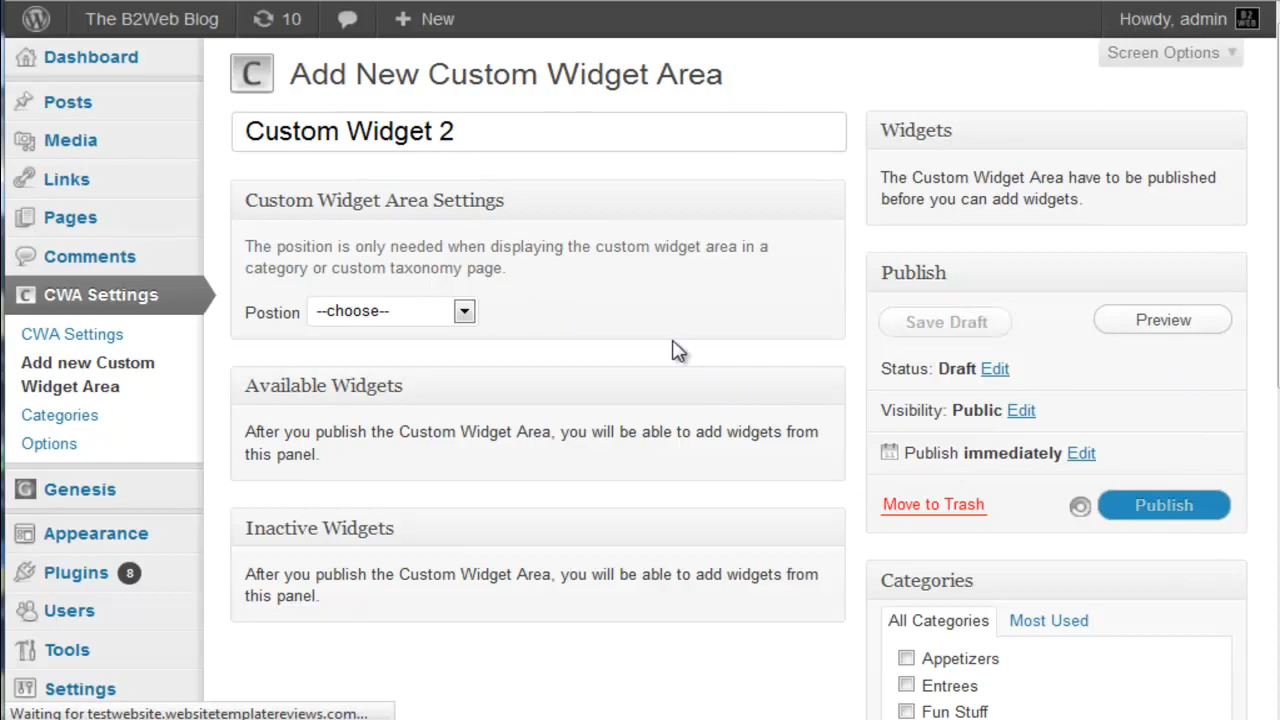 The B2Web Blog
10
New
Howdy, admin
B2
WEB
Dashboard
Posts
Media
Links
Pages
Comments
C CWA Settings
CWA Settings
Add new Custom
Widget Area
Categories
Options
G Genesis
Appearance
Plugins 8
Users
Tools
Settings
Waiting for testwebsite.websitetemplatereviews.com...
Screen Options
C Add New Custom Widget Area
Custom Widget 2
Custom Widget Area Settings
The position is only needed when displaying the custom widget area in a
category or custom taxonomy page.
Postion --choose--
Available Widgets
After you publish the Custom Widget Area, you will be able to add widgets from
this panel.
Inactive Widgets
After you publish the Custom Widget Area, you will be able to add widgets from
this panel.
Widgets
The Custom Widget Area have to be published
before you can add widgets.
Publish
Save Draft
Preview
Status: Draft Edit
Visibility: Public Edit
Publish immediately Edit
Move to Trash
Publish
Categories
All Categories
Most Used
Appetizers
Entrees
Fun Stuff